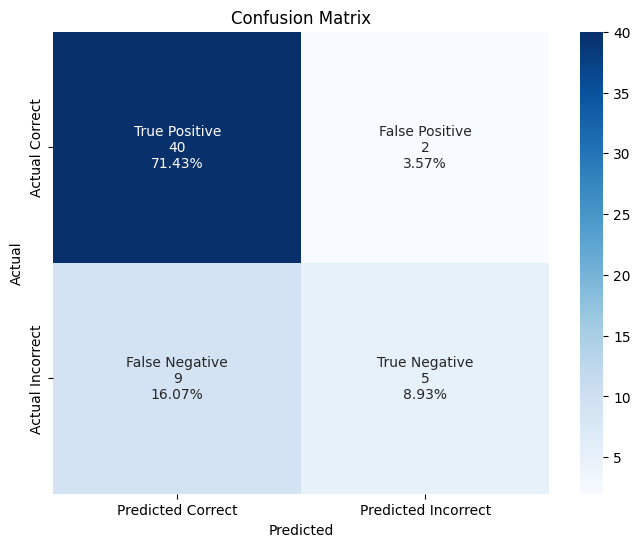 Confusion Matrix
Actual
Actual Correct
Actual Incorrect
True Positive
40
71.43%
False Positive
2
3.57%
False Negative
9
16.07%
True Negative
5
8.93%
Predicted Correct
Predicted Incorrect
Predicted
40
35
30
25
20
15
10
5